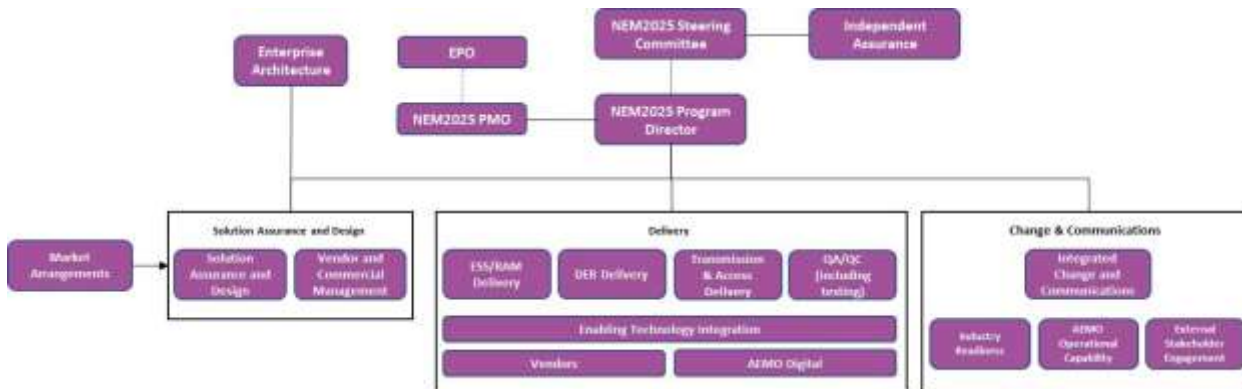 NEM2025 Steering
Committee
Independent
Assurance
Enterprise
Architecture
EPO
NEM2025 PMO
NEM2025 Program
Director
Solution Assurance and Design
Delivery
Change & Communications
Market
Arrangements
Solution
Assurance and
Design
Vendor and
Commercial
Management
ESS/RAM
Delivery
DER Delivery
Transmission
& Access
Delivery
QA/QC
(including
testing)
Integrated
Change and
Communications
Enabling Technology Integration
Industry
Readiness
AEMO
Operational
Capability
External
Stakeholder
Engagement
Vendors
AEMO Digital